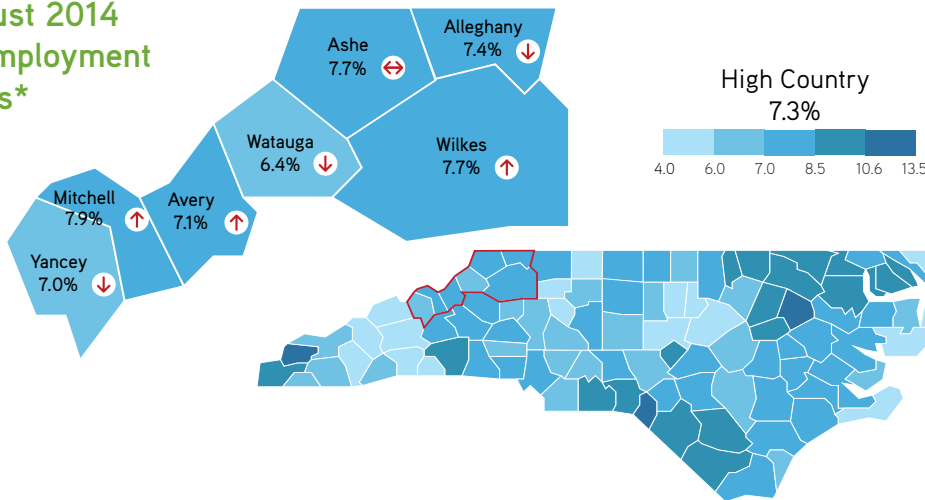 2014
Alleghany
7.4%
Ashe
7.7%
High Country
7.3%
4.0 6.0 7.0 8.5 10.6 13.5
Watauga
6.4%
Wilkes
7.7%
Mitchell
7.9%
Avery
7.1%
Yancey
7.0%